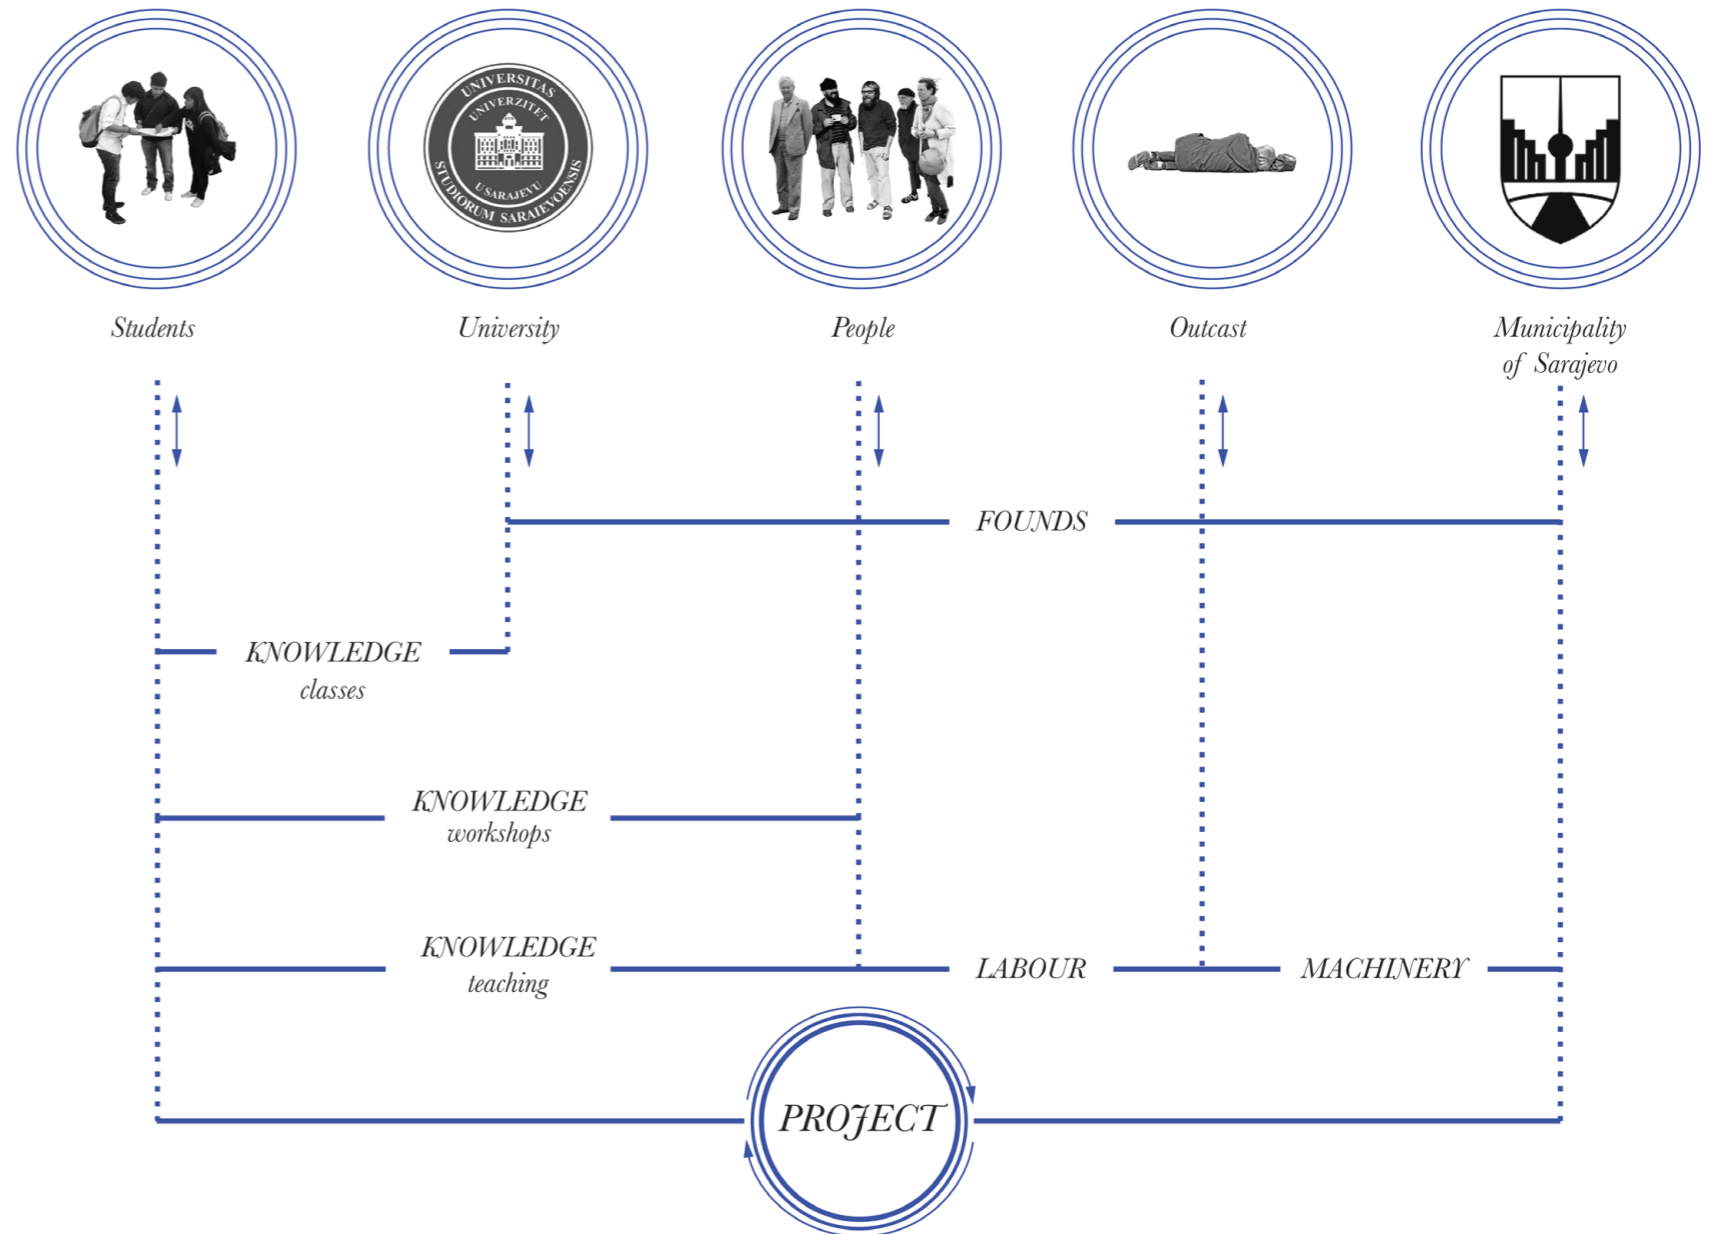 UNIVERSITAS
UNIVERZITET
U SARAJEVU
STUDIORUM SARAIEVOENSIS
Students
University
People
Outcast
Municipality
of Sarajevo
FOUNDS
KNOWLEDGE
classes
KNOWLEDGE
workshops
KNOWLEDGE
teaching
LABOUR
MACHINERY
PROJECT